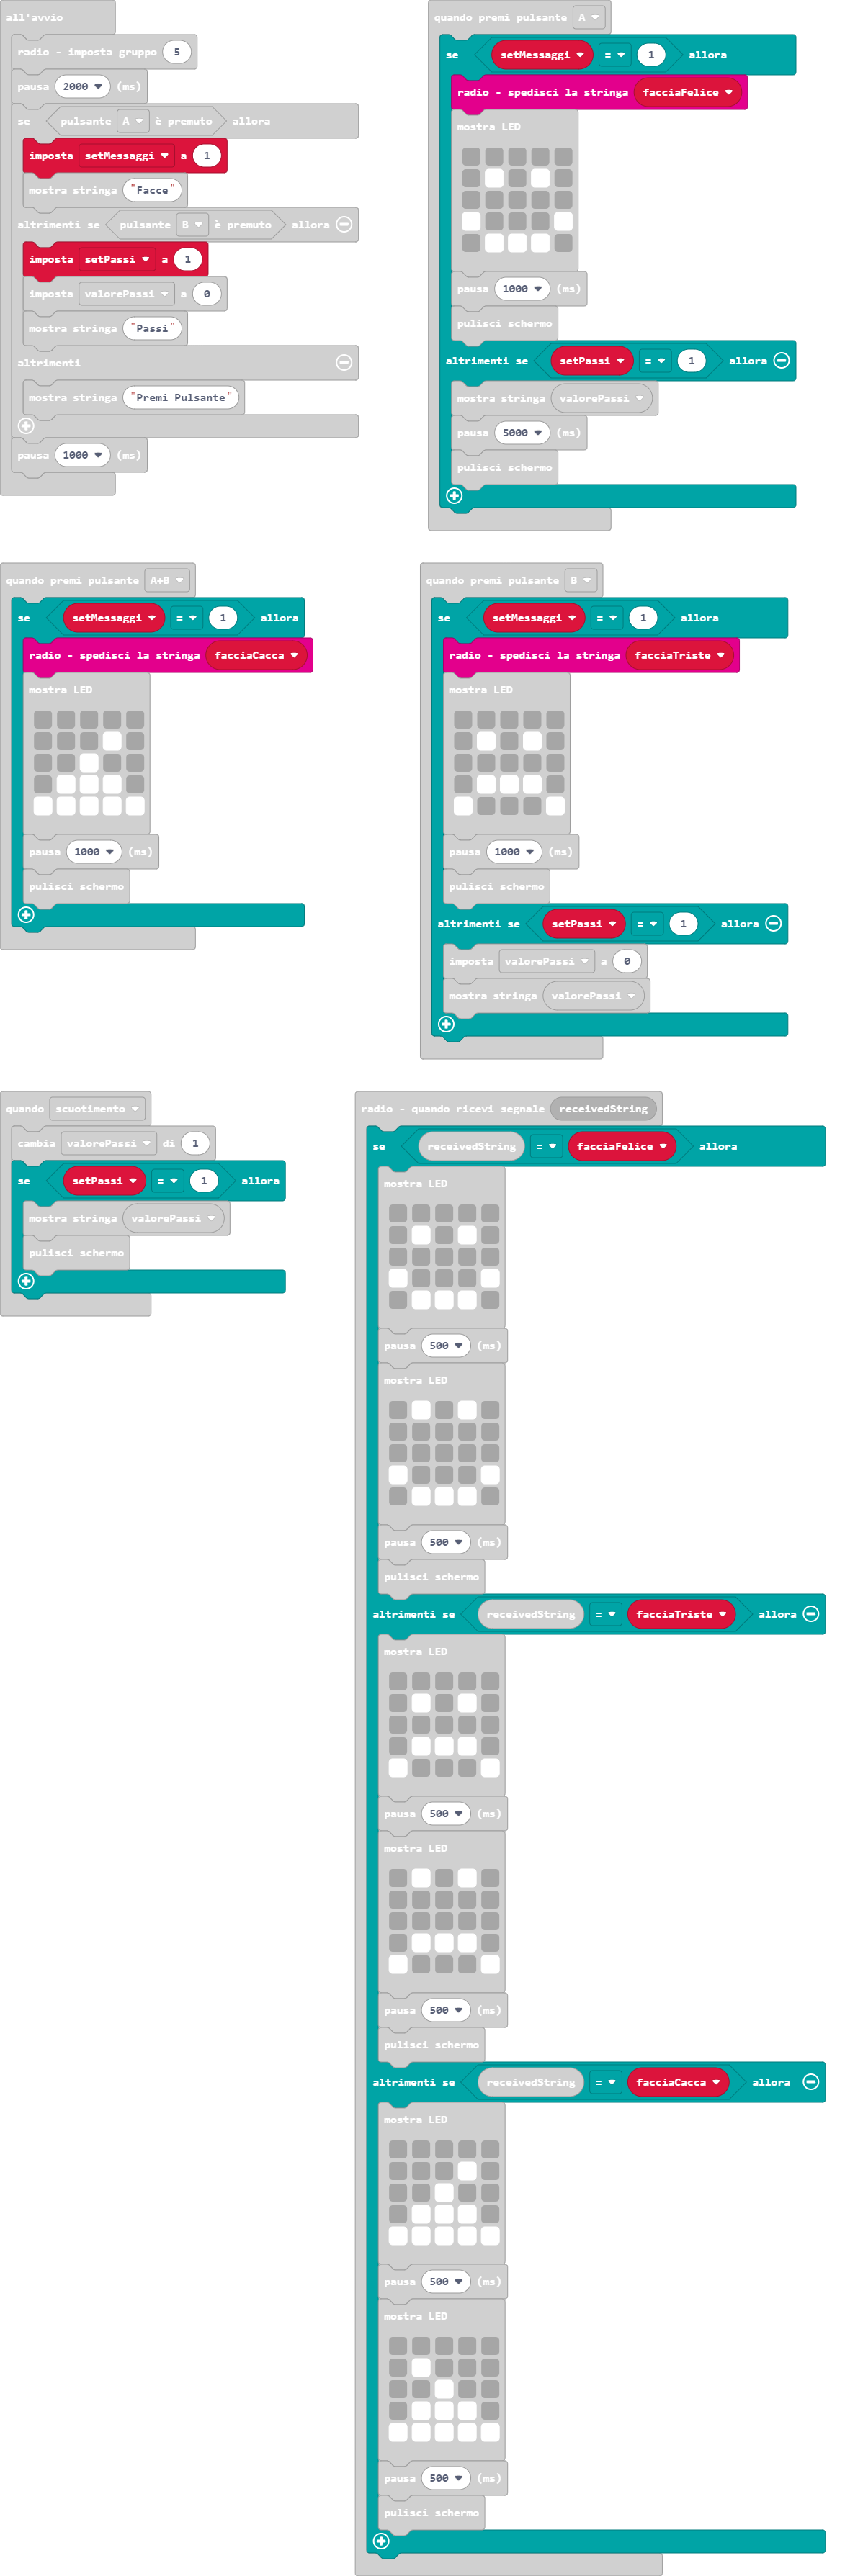 all'avvio
radio - imposta gruppo 5
pausa 2000 (ms)
se pulsante A è premuto allora
imposta setMessaggi a 1
mostra stringa "Facce"
altrimenti se pulsante B è premuto allora
imposta setPassi a 1
imposta valorePassi a 0
mostra stringa "Passi"
altrimenti
mostra stringa "Premi Pulsante"
pausa 1000 (ms)
quando premi pulsante A
se setMessaggi = 1 allora
radio - spedisci la stringa facciaFelice
mostra LED
pausa 1000 (ms)
pulisci schermo
altrimenti se setPassi = 1 allora
mostra stringa valorePassi
pausa 5000 (ms)
pulisci schermo
quando premi pulsante A+B
se setMessaggi = 1 allora
radio - spedisci la stringa facciaCacca
mostra LED
pausa 1000 (ms)
pulisci schermo
quando premi pulsante B
se setMessaggi = 1 allora
radio - spedisci la stringa facciaTriste
mostra LED
pausa 1000 (ms)
pulisci schermo
altrimenti se setPassi = 1 allora
imposta valorePassi a 0
mostra stringa valorePassi
quando scuotimento
cambia valorePassi di 1
se setPassi = 1 allora
mostra stringa valorePassi
pulisci schermo
radio - quando ricevi segnale receivedString
se receivedString = facciaFelice allora
mostra LED
pausa 500 (ms)
mostra LED
pausa 500 (ms)
pulisci schermo
altrimenti se receivedString = facciaTriste allora
mostra LED
pausa 500 (ms)
mostra LED
pausa 500 (ms)
pulisci schermo
altrimenti se receivedString = facciaCacca allora
mostra LED
pausa 500 (ms)
mostra LED
pausa 500 (ms)
pulisci schermo